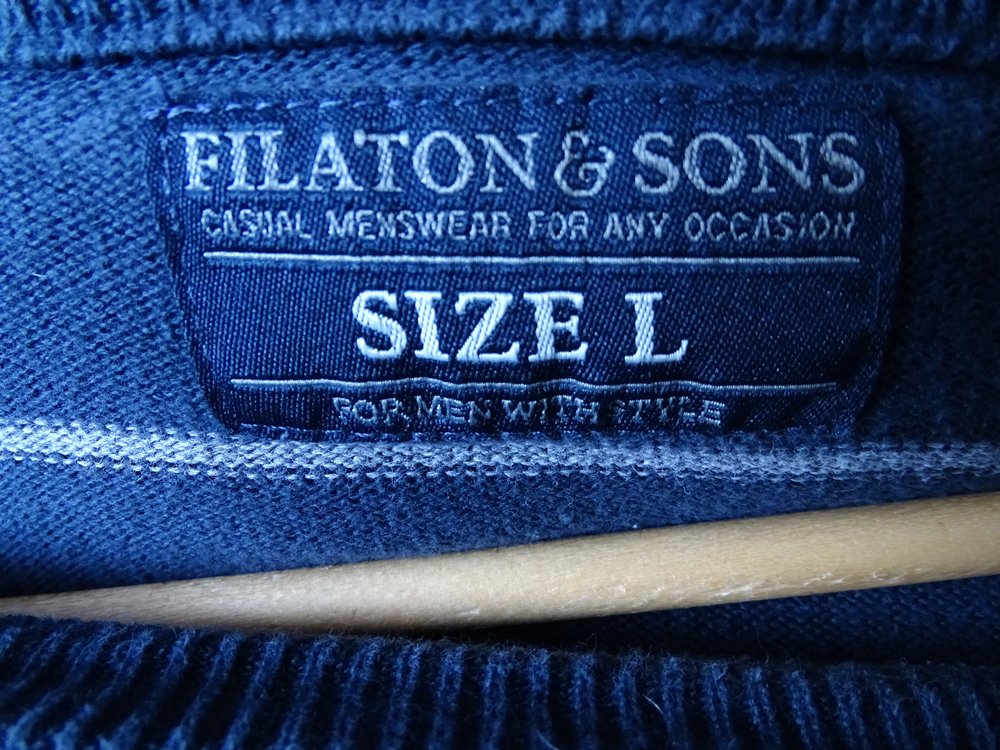 FILATON & SONS
CASUAL MENSWEAR FOR ANY OCCASION
SIZE L
FOR MEN WITH STYLE